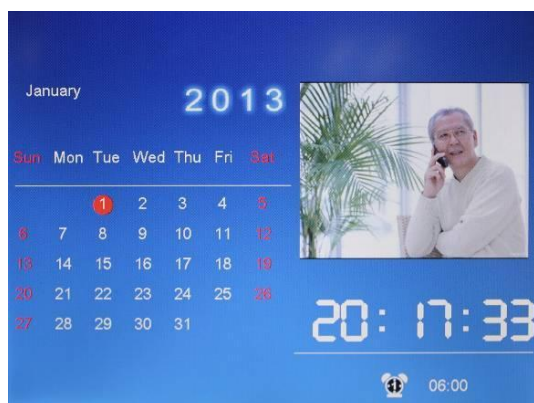 January 2013
Sun Mon Tue Wed Thu Fri Sat
1 2 3 4 5
6 7 8 9 10 11 12
13 14 15 16 17 18 19
20 21 22 23 24 25 26
27 28 29 30 31
20:17:33
06:00